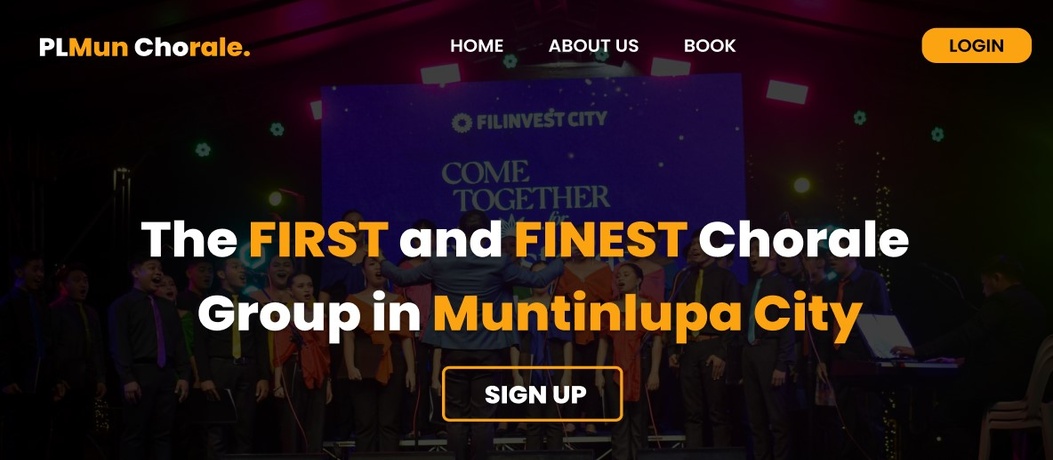 PLMun Chorale.
HOME
ABOUT US
BOOK
LOGIN
FILINVEST CITY
COME
TOGETHER
for
The FIRST and FINEST Chorale
Group in Muntinlupa City
SIGN UP